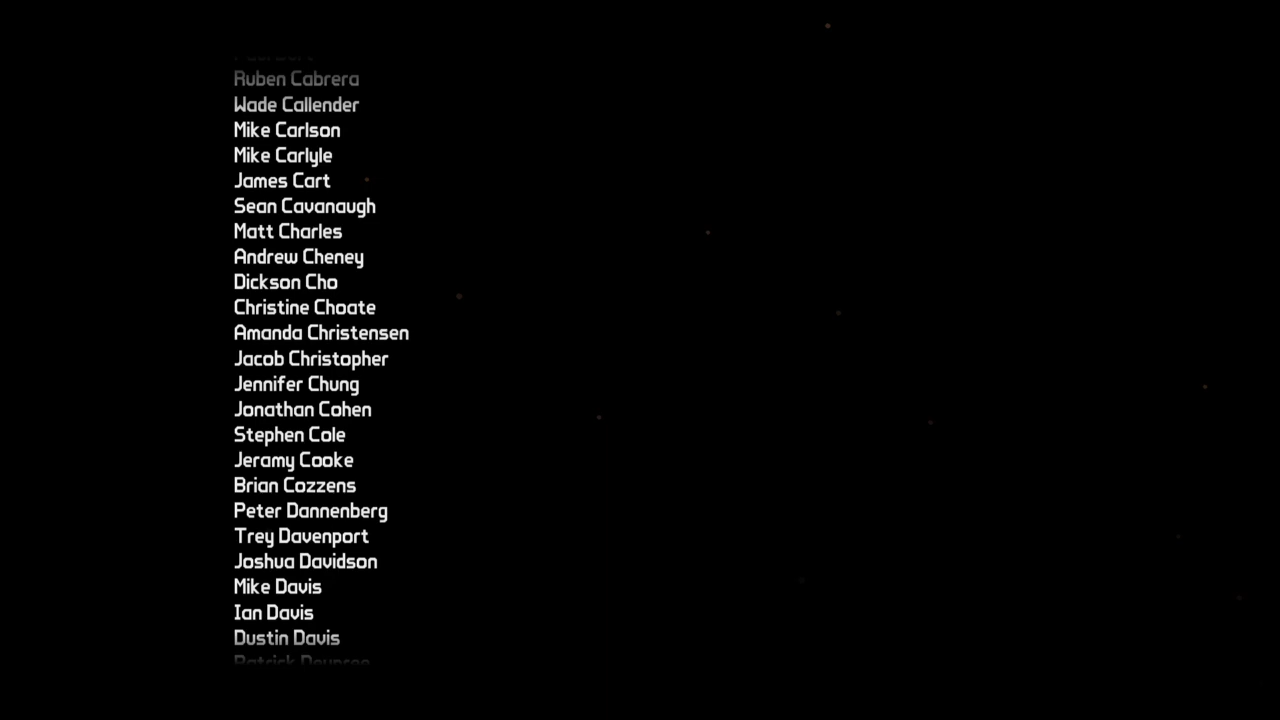 Ruben Cabrera
Wade Callender
Mike Carlson
Mike Carlyle
James Cart
Sean Cavanaugh
Matt Charles
Andrew Cheney
Dickson Cho
Christine Choate
Amanda Christensen
Jacob Christopher
Jennifer Chung
Jonathan Cohen
Stephen Cole
Jeramy Cooke
Brian Cozzens
Peter Dannenberg
Trey Davenport
Joshua Davidson
Mike Davis
Ian Davis
Dustin Davis
Patrick